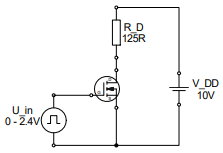 R_D
125R
V_DD
10V
U_in
0 - 2.4V